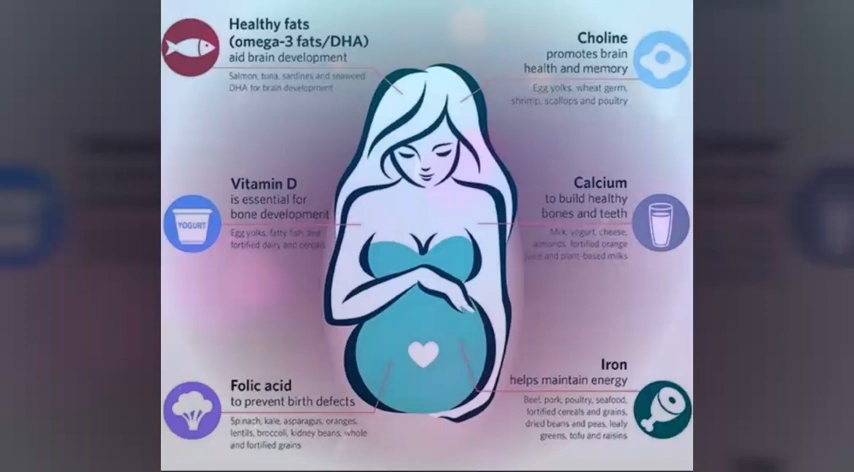 Healthy fats
(omega-3 fats/DHA)
aid brain development
Salmon, tuna, sardines and seaweed
DHA for brain development
Choline
promotes brain
health and memory
Egg yolks, wheat germ,
shrimp, scallops and poultry
Vitamin D
is essential for
bone development
Egg yolks, fatty fish and
fortified dairy and cereals
YOGURT
Calcium
to build healthy
bones and teeth
Milk, yogurt, cheese,
almonds, fortified orange
juice and plant-based milks
Folic acid
to prevent birth defects
Spinach, kale, asparagus, oranges,
lentils, broccoli, kidney beans, whole
and fortified grains
Iron
helps maintain energy
Beef, pork, poultry, seafood,
fortified cereals and grains,
dried beans and peas, leafy
greens, tofu and raisins